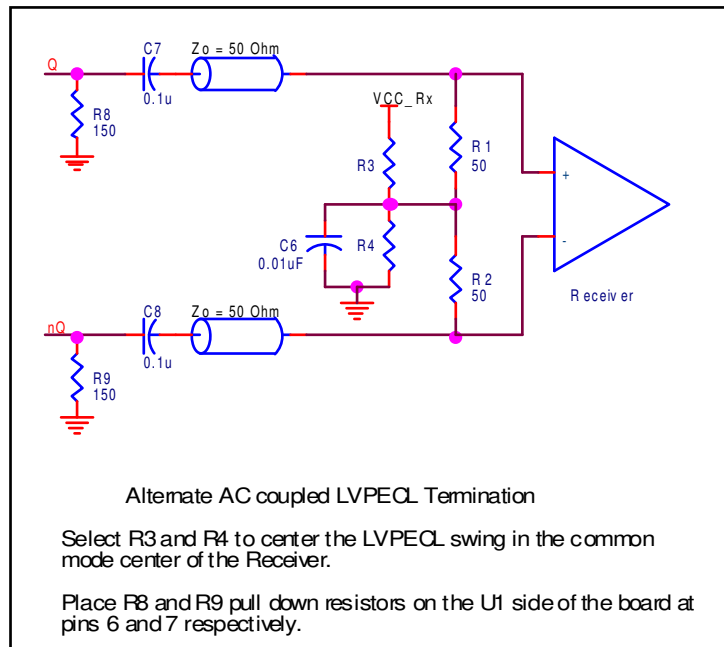 Q
C7
Zo = 50 Ohm
0.1u
R8
150
VCC_Rx
R3
R1
50
+
C6
0.01uF
R4
R2
50
-
Receiver
nQ
C8
Zo = 50 Ohm
0.1u
R9
150
Alternate AC coupled LVPECL Termination
Select R3 and R4 to center the LVPECL swing in the common
mode center of the Receiver.
Place R8 and R9 pull down resistors on the U1 side of the board at
pins 6 and 7 respectively.